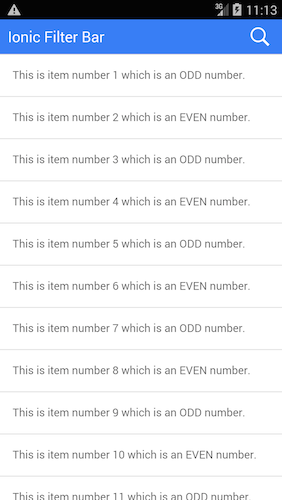 3G 11:13
Ionic Filter Bar
This is item number 1 which is an ODD number.
This is item number 2 which is an EVEN number.
This is item number 3 which is an ODD number.
This is item number 4 which is an EVEN number.
This is item number 5 which is an ODD number.
This is item number 6 which is an EVEN number.
This is item number 7 which is an ODD number.
This is item number 8 which is an EVEN number.
This is item number 9 which is an ODD number.
This is item number 10 which is an EVEN number.
This is item number 11 which is an ODD number.